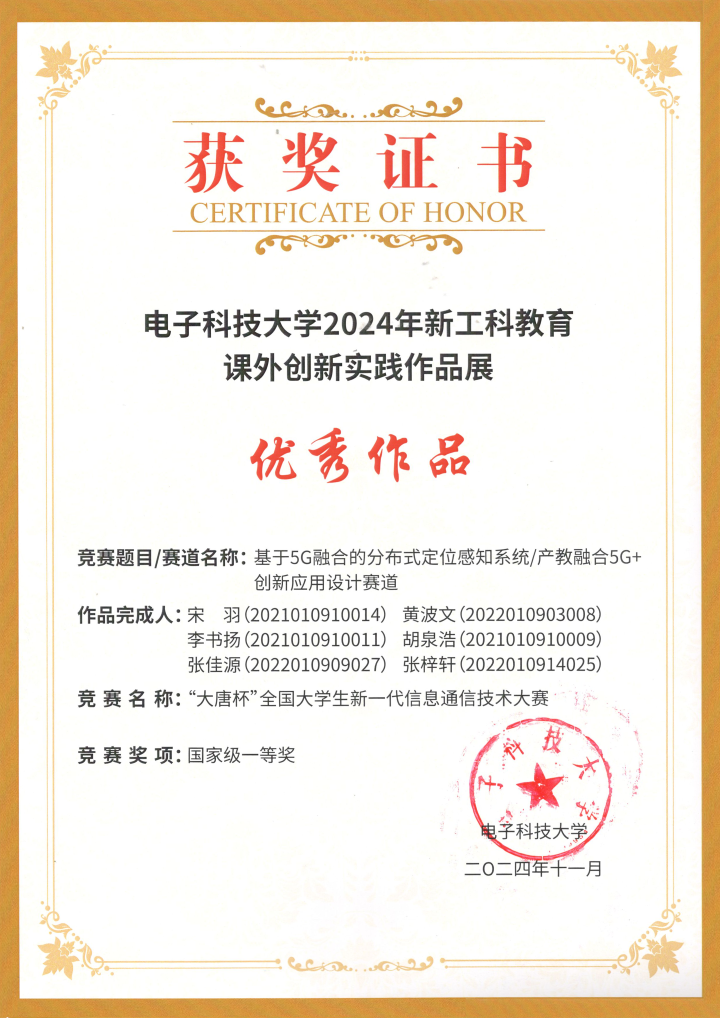 获奖证书
CERTIFICATE OF HONOR
电子科技大学2024年新工科教育
课外创新实践作品展
优秀作品
竞赛题目/赛道名称：基于5G融合的分布式定位感知系统/产教融合5G+
创新应用设计赛道
作品完成人：宋 羽（2021010910014） 黄波文（2022010903008）
李书扬（2021010910011） 胡泉浩（2021010910009）
张佳源（2022010909027） 张梓轩（2022010914025）
竞赛名称：“大唐杯”全国大学生新一代信息通信技术大赛
竞赛奖项：国家级一等奖
子科技大学
电子科技大学
二〇二四年十一月